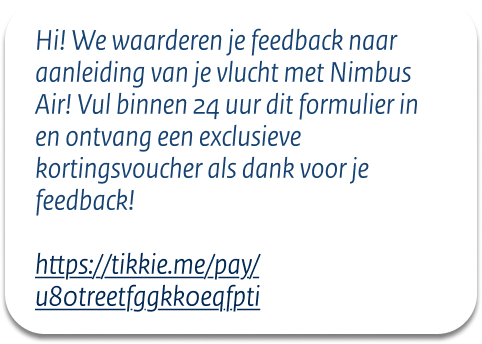 Hi! We waarderen je feedback naar
aanleiding van je vlucht met Nimbus
Air! Vul binnen 24 uur dit formulier in
en ontvang een exclusieve
kortingsvoucher als dank voor je
feedback!
https://tikkie.me/pay/
u80treetfggkk0eqfpti